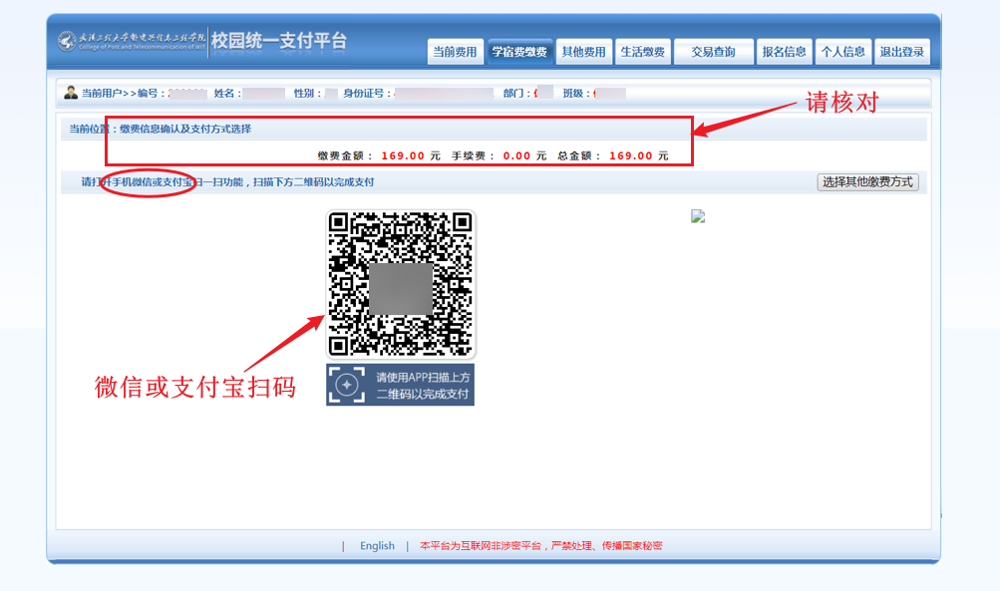 武汉工程大学邮电与信息工程学院
College of Post and Telecommunication of WIT
校园统一支付平台
当前费用 学宿费缴费 其他费用 生活缴费 交易查询 报名信息 个人信息 退出登录
当前用户>>编号： 姓名： 性别： 身份证号： 部门： 班级：
请核对
当前位置：缴费信息确认及支付方式选择
缴费金额： 169.00 元 手续费： 0.00 元 总金额： 169.00 元
请打开手机微信或支付宝扫一扫功能，扫描下方二维码以完成支付
选择其他缴费方式
微信或支付宝扫码
请使用APP扫描上方
二维码以完成支付
| English | 本平台为互联网非涉密平台，严禁处理、传播国家秘密